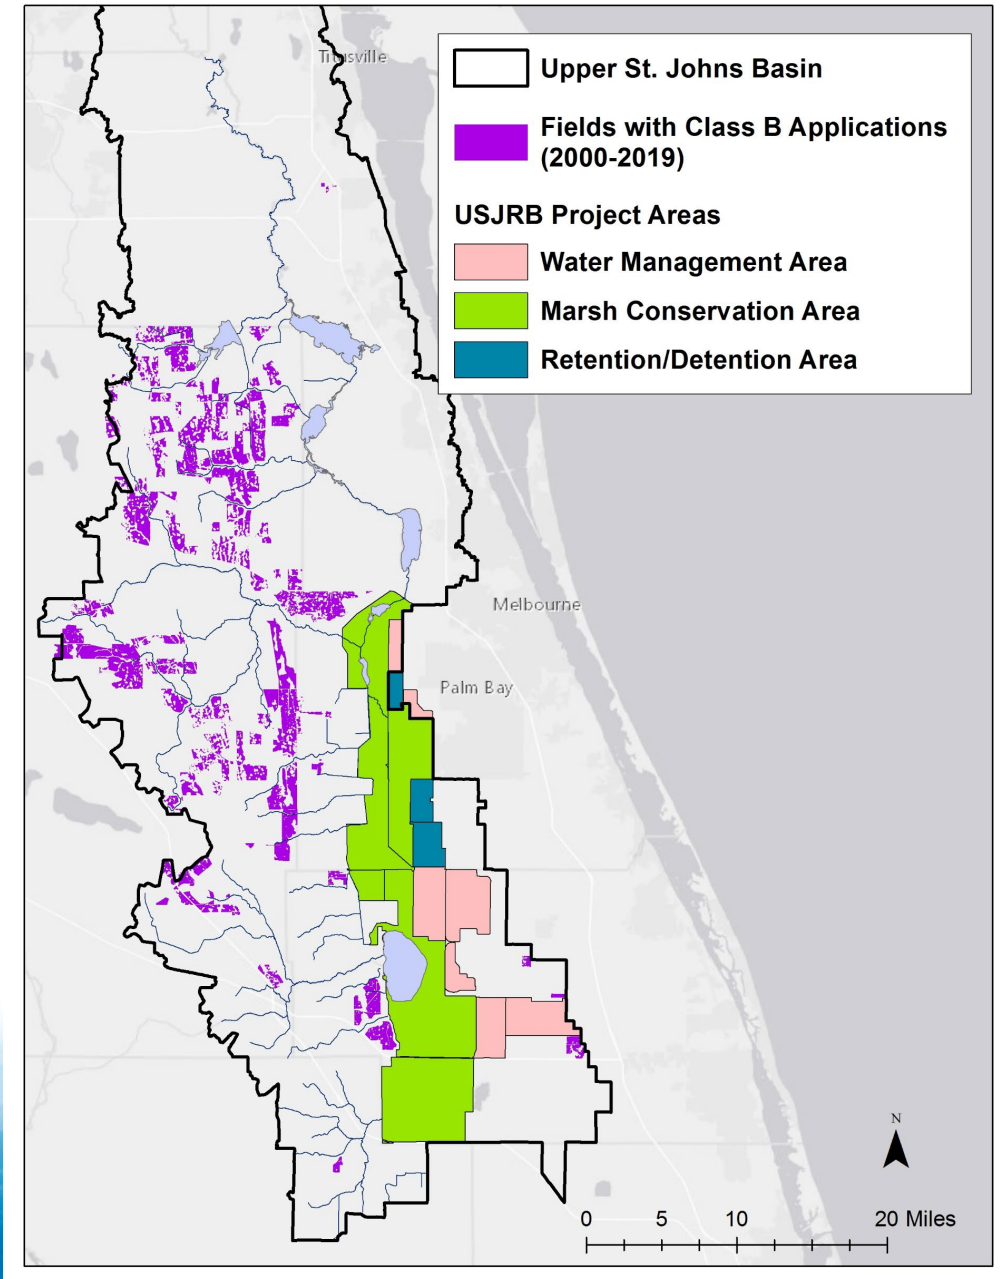 Titusville
Upper St. Johns Basin
Fields with Class B Applications
(2000-2019)
USJRB Project Areas
Water Management Area
Marsh Conservation Area
Retention/Detention Area
Melbourne
Palm Bay
N
0 5 10 20 Miles